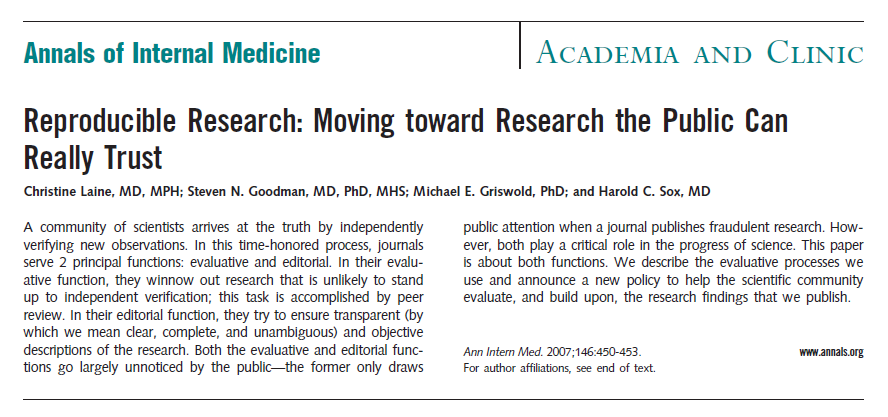 Annals of Internal Medicine
ACADEMIA AND CLINIC
Reproducible Research: Moving toward Research the Public Can
Really Trust
Christine Laine, MD, MPH; Steven N. Goodman, MD, PhD, MHS; Michael E. Griswold, PhD; and Harold C. Sox, MD
A community of scientists arrives at the truth by independently
verifying new observations. In this time-honored process, journals
serve 2 principal functions: evaluative and editorial. In their evalu-
ative function, they winnow out research that is unlikely to stand
up to independent verification; this task is accomplished by peer
review. In their editorial function, they try to ensure transparent (by
which we mean clear, complete, and unambiguous) and objective
descriptions of the research. Both the evaluative and editorial func-
tions go largely unnoticed by the public—the former only draws
public attention when a journal publishes fraudulent research. How-
ever, both play a critical role in the progress of science. This paper
is about both functions. We describe the evaluative processes we
use and announce a new policy to help the scientific community
evaluate, and build upon, the research findings that we publish.
Ann Intern Med. 2007;146:450-453.
www.annals.org
For author affiliations, see end of text.